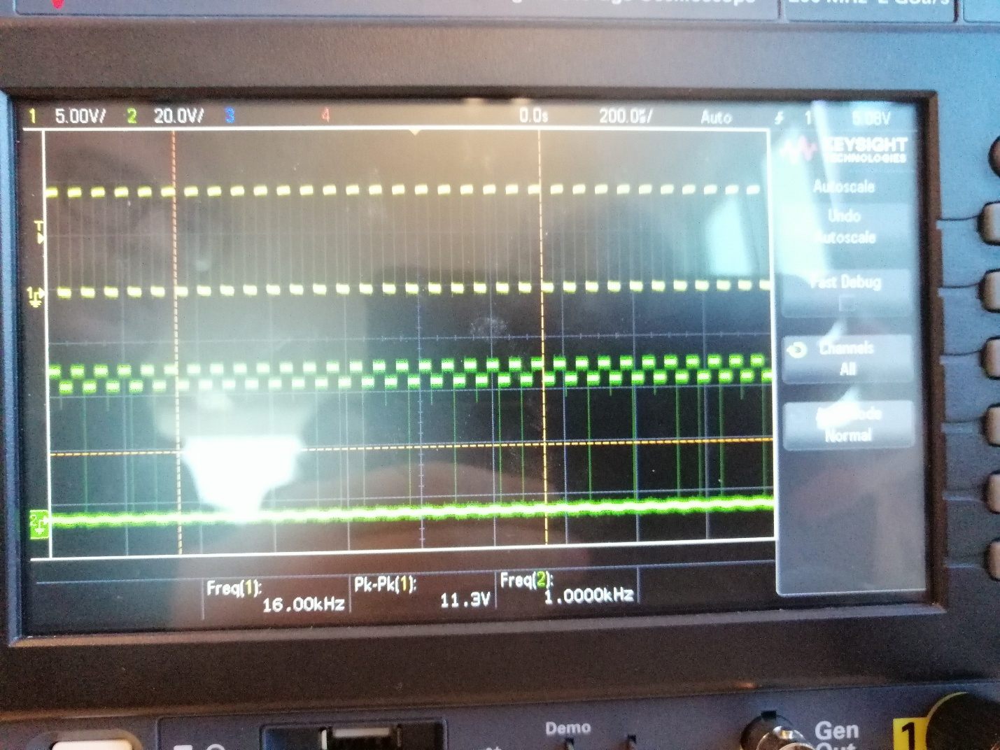 1 5.00V/ 2 20.0V/ 3 4 0.0s 200.0µs/ Auto 1 5.08V
KEYSIGHT
TECHNOLOGIES
Autoscale
Undo
Autoscale
T
1
Fast Debug
Channels
All
Normal
2
Freq(1):
16.00kHz
Pk-Pk(1):
11.3V
Freq(2):
1.0000kHz
Demo
Gen
Out
1